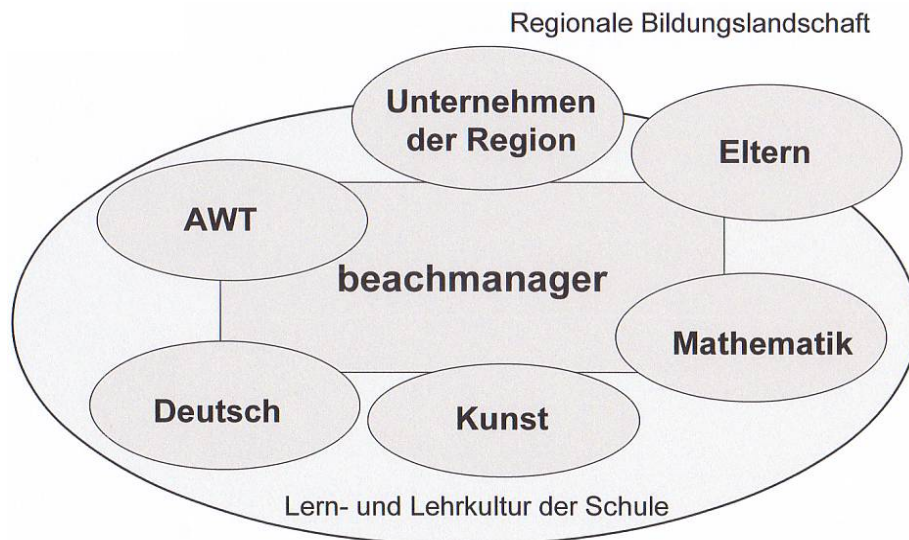 Regionale Bildungslandschaft
Unternehmen
der Region
Eltern
AWT
beachmanager
Mathematik
Deutsch
Kunst
Lern- und Lehrkultur der Schule